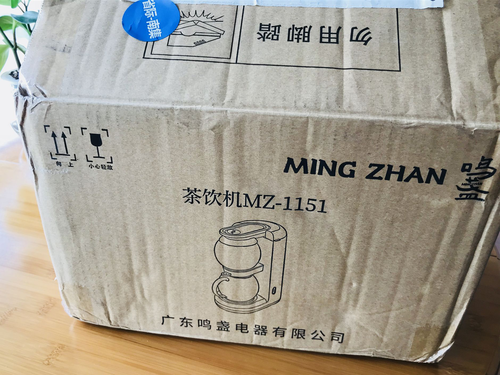 勿用脚踏
MING ZHAN 鸣盏
向上
小心轻放
茶饮机MZ-1151
广东鸣盏电器有限公司